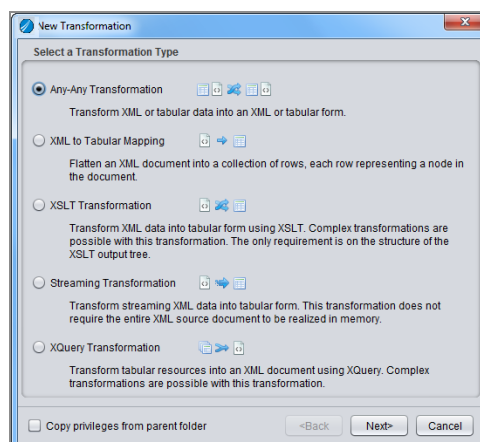 New Transformation
Select a Transformation Type
Any-Any Transformation
Transform XML or tabular data into an XML or tabular form.
XML to Tabular Mapping
Flatten an XML document into a collection of rows, each row representing a node in
the document.
XSLT Transformation
Transform XML data into tabular form using XSLT. Complex transformations are
possible with this transformation. The only requirement is on the structure of the
XSLT output tree.
Streaming Transformation
Transform streaming XML data into tabular form. This transformation does not
require the entire XML source document to be realized in memory.
XQuery Transformation
Transform tabular resources into an XML document using XQuery. Complex
transformations are possible with this transformation.
Copy privileges from parent folder
<Back
Next>
Cancel